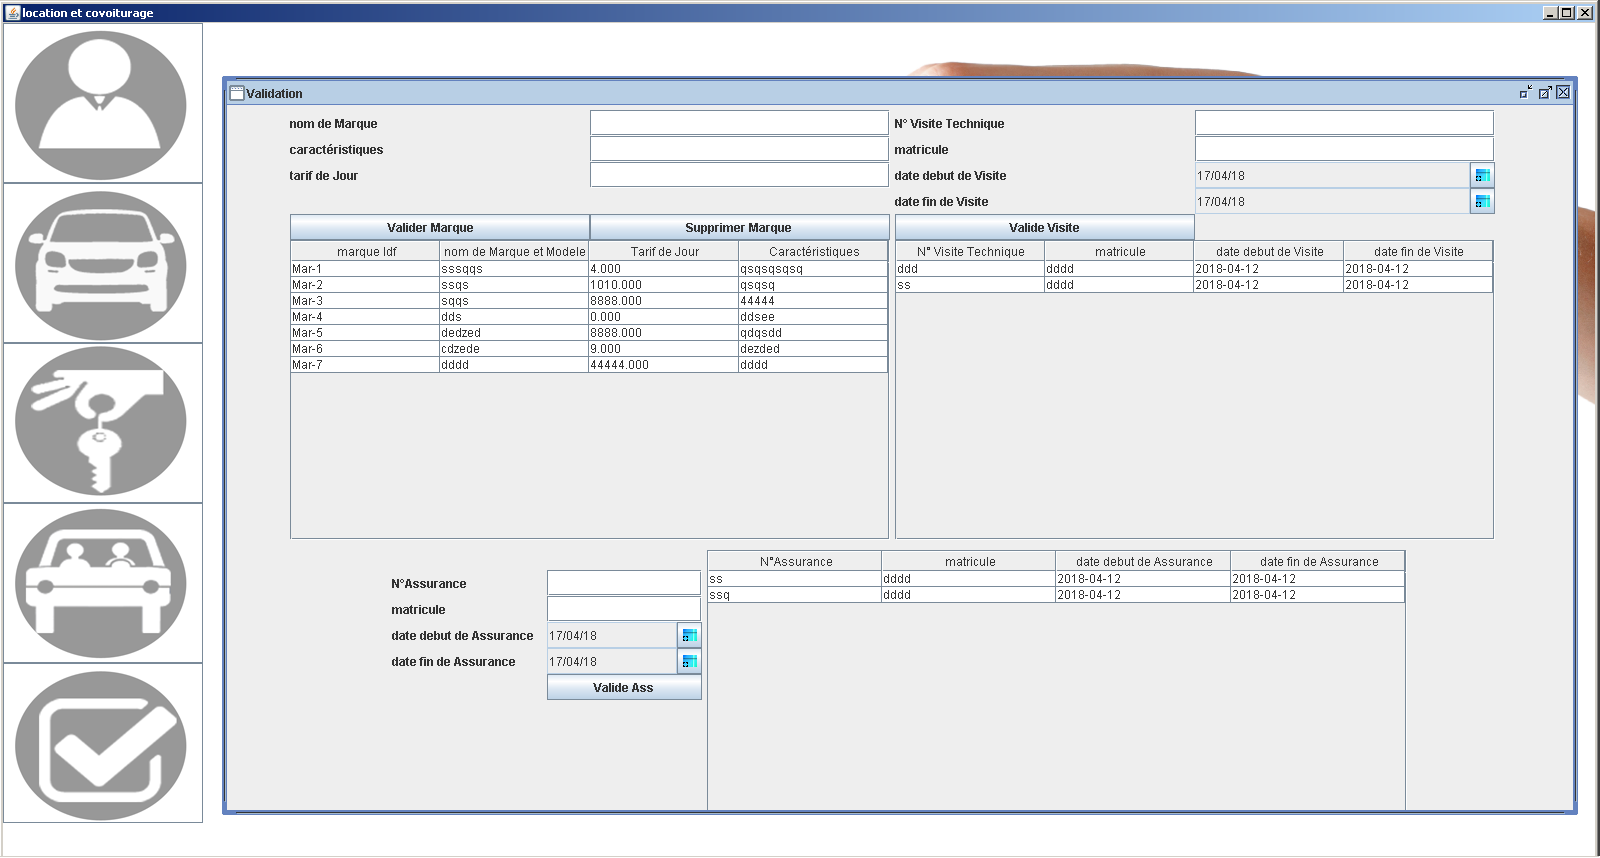 location et covoiturage
Validation
nom de Marque
caractéristiques
tarif de Jour
N° Visite Technique
matricule
date debut de Visite 17/04/18
date fin de Visite 17/04/18
Valider Marque Supprimer Marque
marque Idf nom de Marque et Modele Tarif de Jour Caractéristiques
Mar-1 sssqqs 4.000 qsqsqsqsq
Mar-2 ssqs 1010.000 qsqsq
Mar-3 sqqs 8888.000 44444
Mar-4 dds 0.000 ddsee
Mar-5 dedzed 8888.000 qdqsdd
Mar-6 cdzede 9.000 dezded
Mar-7 dddd 44444.000 dddd
Valide Visite
N° Visite Technique matricule date debut de Visite date fin de Visite
ddd dddd 2018-04-12 2018-04-12
ss dddd 2018-04-12 2018-04-12
N°Assurance
matricule
date debut de Assurance 17/04/18
date fin de Assurance 17/04/18
Valide Ass
N°Assurance matricule date debut de Assurance date fin de Assurance
ss dddd 2018-04-12 2018-04-12
ssq dddd 2018-04-12 2018-04-12